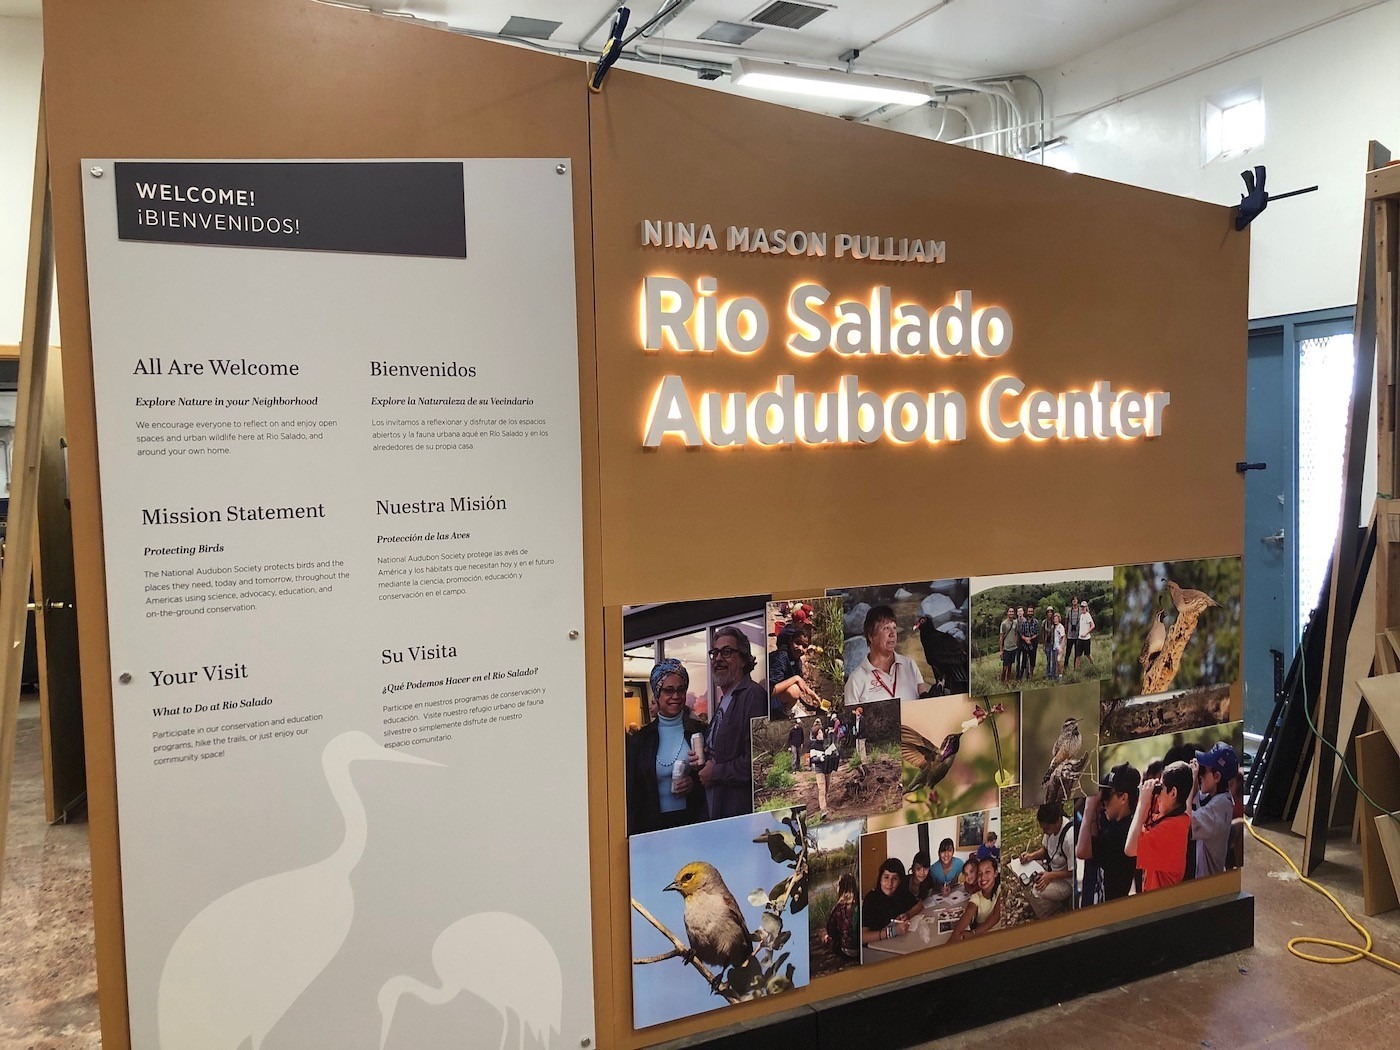 WELCOME!
¡BIENVENIDOS!
All Are Welcome
Explore Nature in your Neighborhood
We encourage everyone to reflect on and enjoy open
spaces and urban wildlife here at Rio Salado, and
around your own home.
Mission Statement
Protecting Birds
The National Audubon Society protects birds and the
places they need, today and tomorrow, throughout the
Americas using science, advocacy, education, and
on-the-ground conservation.
Your Visit
What to Do at Rio Salado
Participate in our conservation and education
programs, hike the trails, or just enjoy our
community space!
Bienvenidos
Explore la Naturaleza de su Vecindario
Los invitamos a reflexionar y disfrutar de los espacios
abiertos y la fauna urbana aquí en Río Salado y en los
alrededores de su propia casa.
Nuestra Misión
Protección de las Aves
National Audubon Society protege las avés de
América y los hábitats que necesitan hoy y en el futuro
mediante la ciencia, promoción, educación y
conservación en el campo.
Su Visita
¿Qué Podemos Hacer en el Río Salado?
Participe en nuestros programas de conservación y
educación. Visite nuestro refugio urbano de fauna
silvestre o simplemente disfrute de nuestro
espacio comunitario.
NINA MASON PULLIAM
Rio Salado
Audubon Center